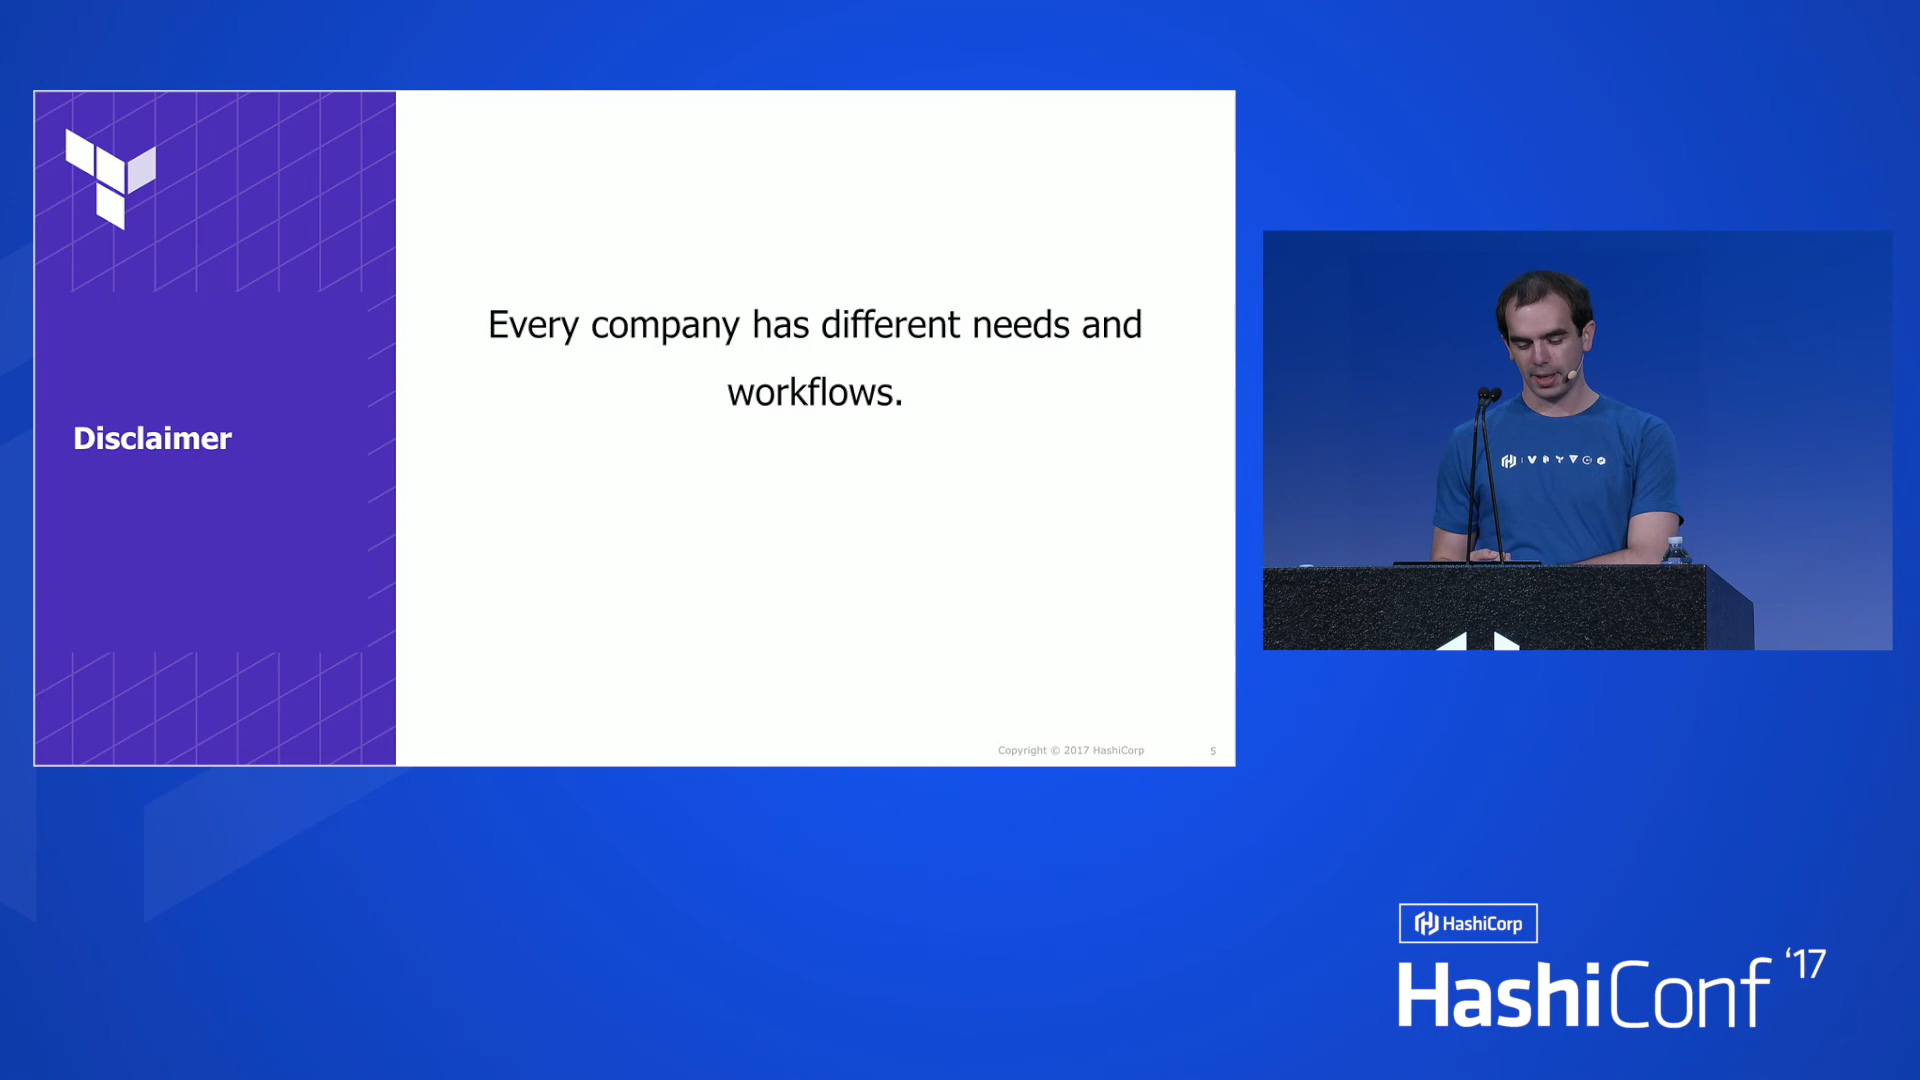 Disclaimer
Every company has different needs and
workflows.
Copyright © 2017 HashiCorp
5
HashiCorp
HashiConf '17